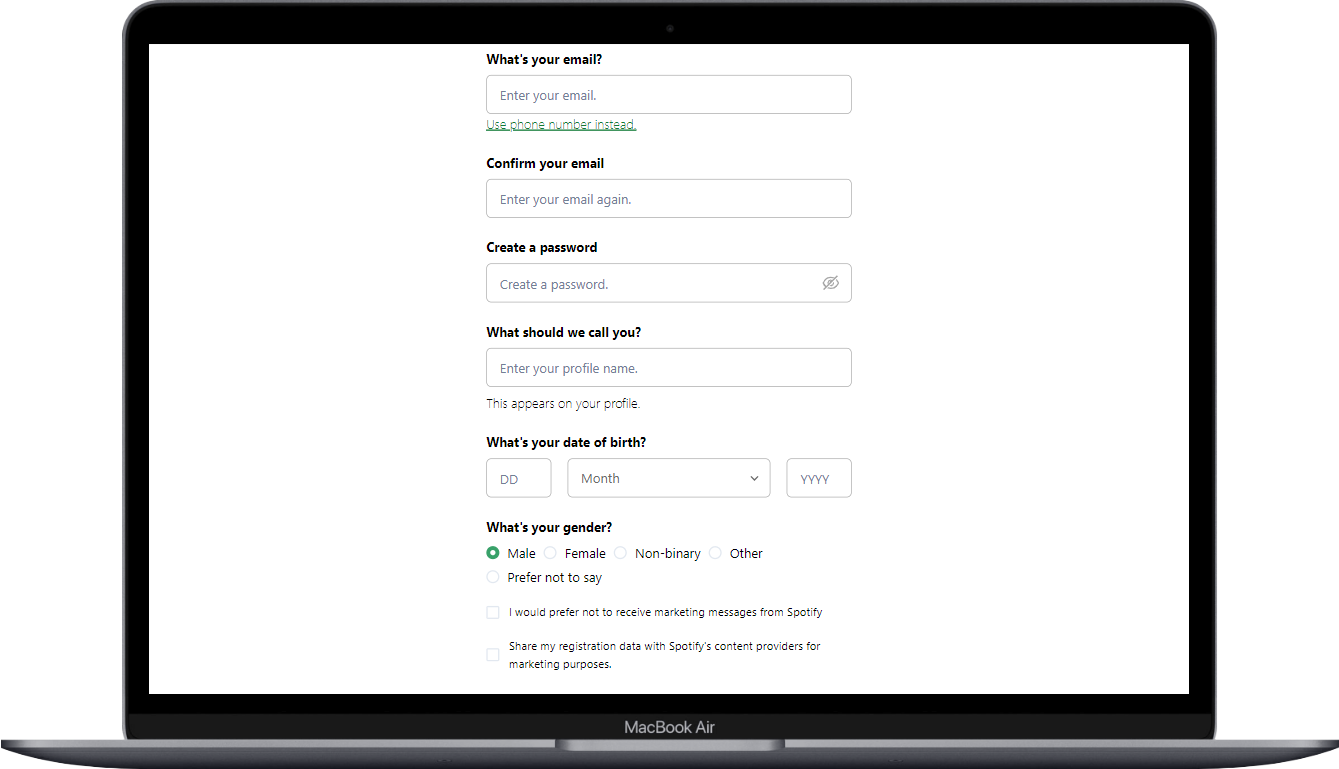 What's your email?
Enter your email.
Use phone number instead.
Confirm your email
Enter your email again.
Create a password
Create a password.
What should we call you?
Enter your profile name.
This appears on your profile.
What's your date of birth?
DD Month YYYY
What's your gender?
Male Female Non-binary Other
Prefer not to say
I would prefer not to receive marketing messages from Spotify
Share my registration data with Spotify's content providers for
marketing purposes.
MacBook Air